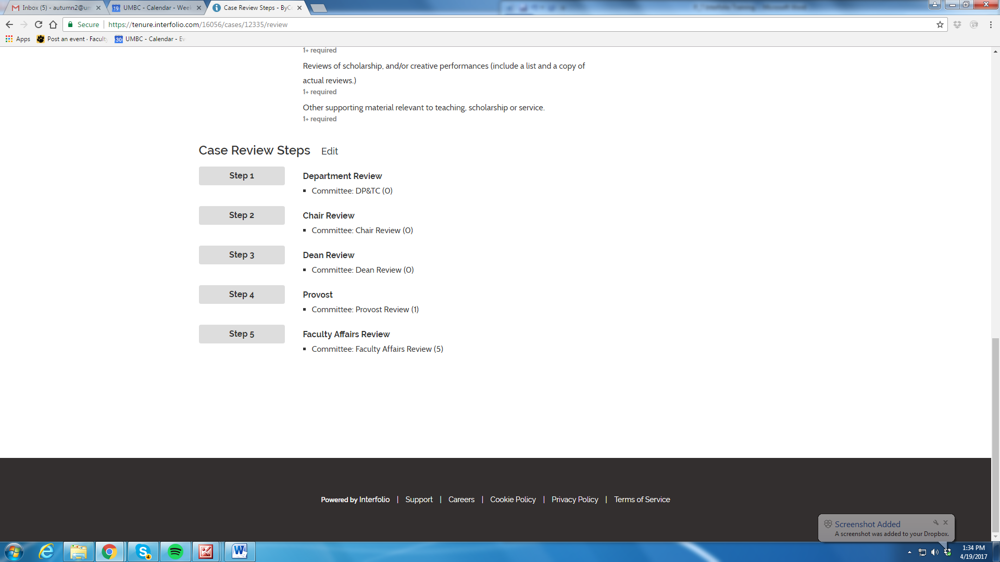 Inbox (5) - autumn2@um
UMBC - Calendar - Week
Case Review Steps - ByC
Secure
https://tenure.interfolio.com/16056/cases/12335/review
Apps
Post an event · Faculty
UMBC - Calendar - Ev
1+ required
Reviews of scholarship, and/or creative performances (include a list and a copy of
actual reviews.)
1+ required
Other supporting material relevant to teaching, scholarship or service.
1+ required
Case Review Steps Edit
Step 1 Department Review
Committee: DP&TC (0)
Step 2 Chair Review
Committee: Chair Review (0)
Step 3 Dean Review
Committee: Dean Review (0)
Step 4 Provost
Committee: Provost Review (1)
Step 5 Faculty Affairs Review
Committee: Faculty Affairs Review (5)
Powered by Interfolio | Support | Careers | Cookie Policy | Privacy Policy | Terms of Service
Screenshot Added
A screenshot was added to your Dropbox.
1:34 PM
4/19/2017